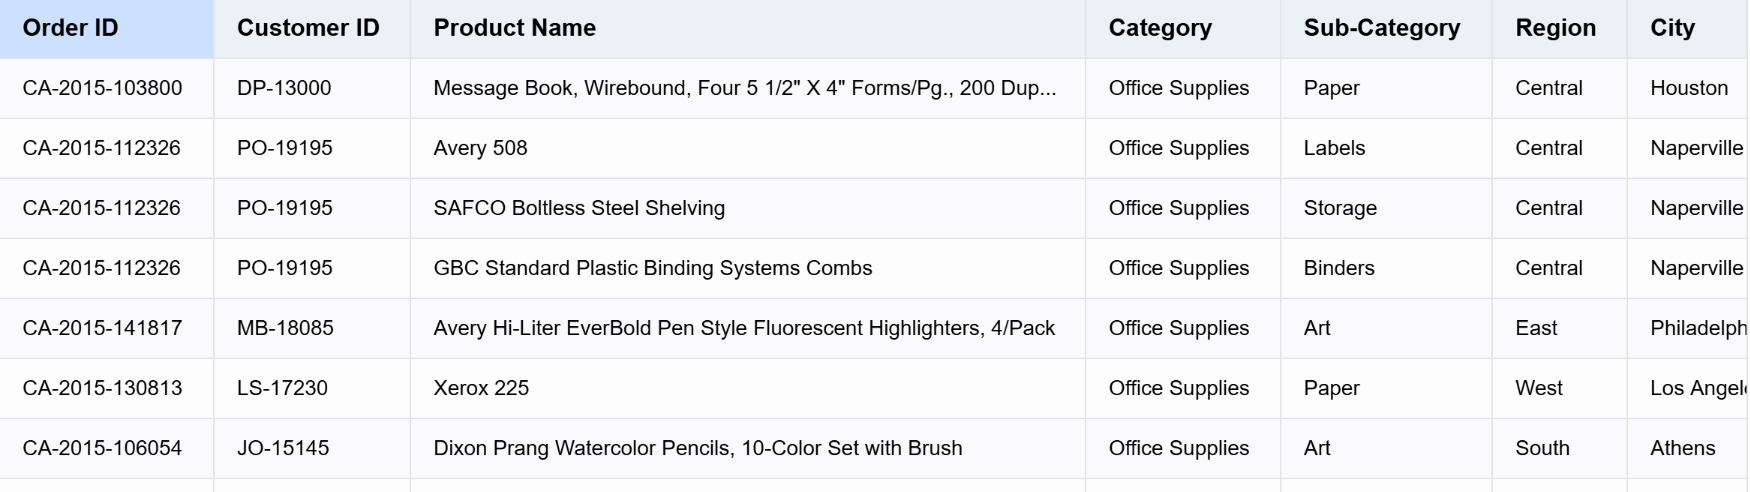 Order ID Customer ID Product Name Category Sub-Category Region City
CA-2015-103800 DP-13000 Message Book, Wirebound, Four 5 1/2" X 4" Forms/Pg., 200 Dup... Office Supplies Paper Central Houston
CA-2015-112326 PO-19195 Avery 508 Office Supplies Labels Central Naperville
CA-2015-112326 PO-19195 SAFCO Boltless Steel Shelving Office Supplies Storage Central Naperville
CA-2015-112326 PO-19195 GBC Standard Plastic Binding Systems Combs Office Supplies Binders Central Naperville
CA-2015-141817 MB-18085 Avery Hi-Liter EverBold Pen Style Fluorescent Highlighters, 4/Pack Office Supplies Art East Philadelph
CA-2015-130813 LS-17230 Xerox 225 Office Supplies Paper West Los Angel
CA-2015-106054 JO-15145 Dixon Prang Watercolor Pencils, 10-Color Set with Brush Office Supplies Art South Athens